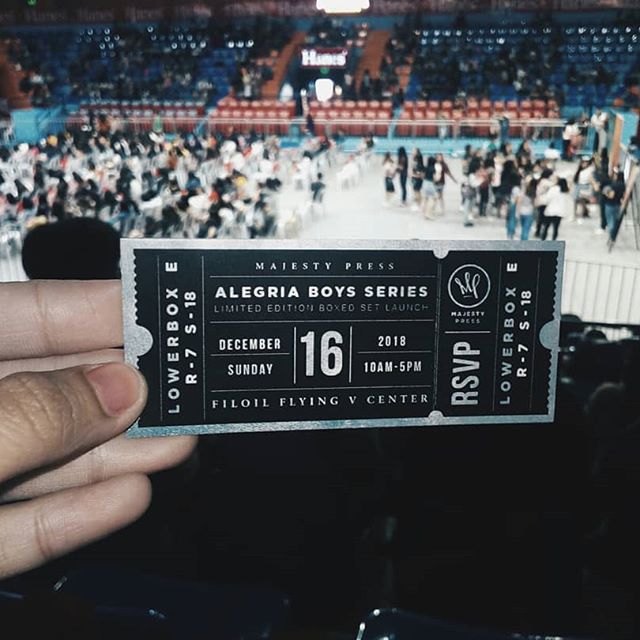 Hanes
LOWERBOX E
R-7 S-18
MAJESTY PRESS
ALEGRIA BOYS SERIES
LIMITED EDITION BOXED SET LAUNCH
DECEMBER
SUNDAY
16
2018
10AM-5PM
FILOIL FLYING V CENTER
MP
MAJESTY
PRESS
RSVP
LOWERBOX E
R-7 S-18